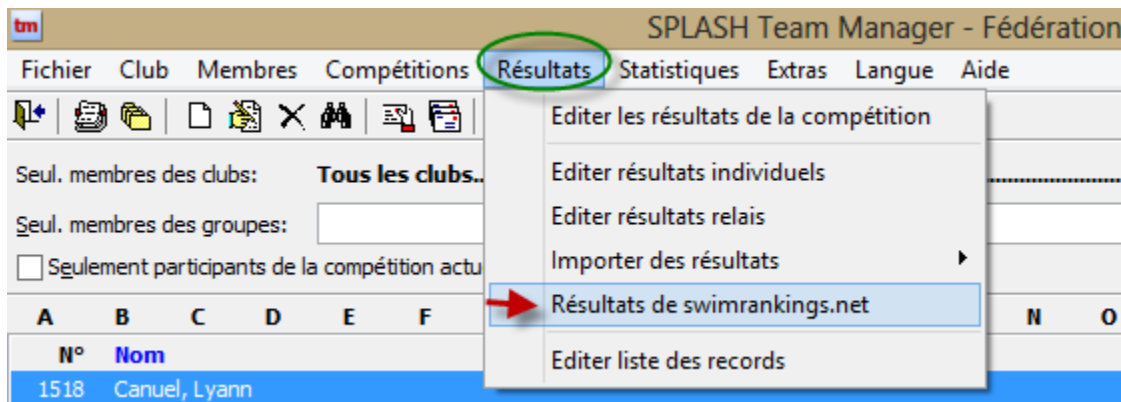 tm SPLASH Team Manager - Fédération
Fichier Club Membres Compétitions Résultats Statistiques Extras Langue Aide
Editer les résultats de la compétition
Seul. membres des clubs: Tous les clubs..
Editer résultats individuels
Seul. membres des groupes:
Editer résultats relais
Seulement participants de la compétition actu
Importer des résultats
Résultats de swimrankings.net
A B C D E F N O
N° Nom
Editer liste des records
1518 Canuel, Lyann